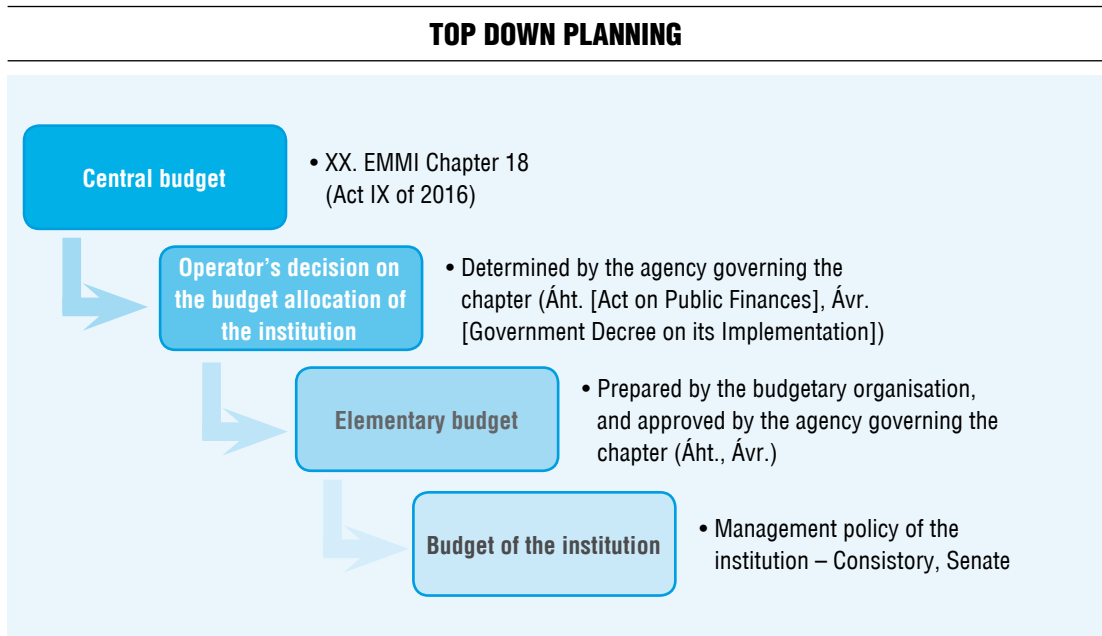 TOP DOWN PLANNING
Central budget
• XX. EMMI Chapter 18
(Act IX of 2016)
Operator's decision on
the budget allocation of
the institution
• Determined by the agency governing the
chapter (Áht. [Act on Public Finances], Ávr.
[Government Decree on its Implementation])
Elementary budget
• Prepared by the budgetary organisation,
and approved by the agency governing the
chapter (Áht., Ávr.)
Budget of the institution
• Management policy of the
institution – Consistory, Senate